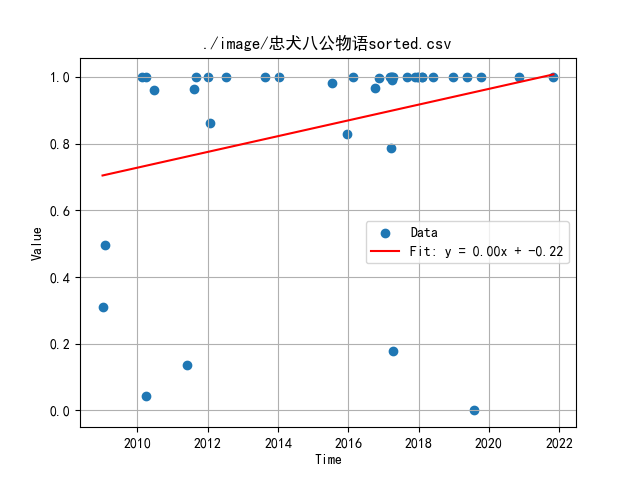 ./image/忠犬八公物语sorted.csv
Value
1.0
0.8
0.6
0.4
0.2
0.0
Data
Fit: y = 0.00x + -0.22
2010 2012 2014 2016 2018 2020 2022
Time